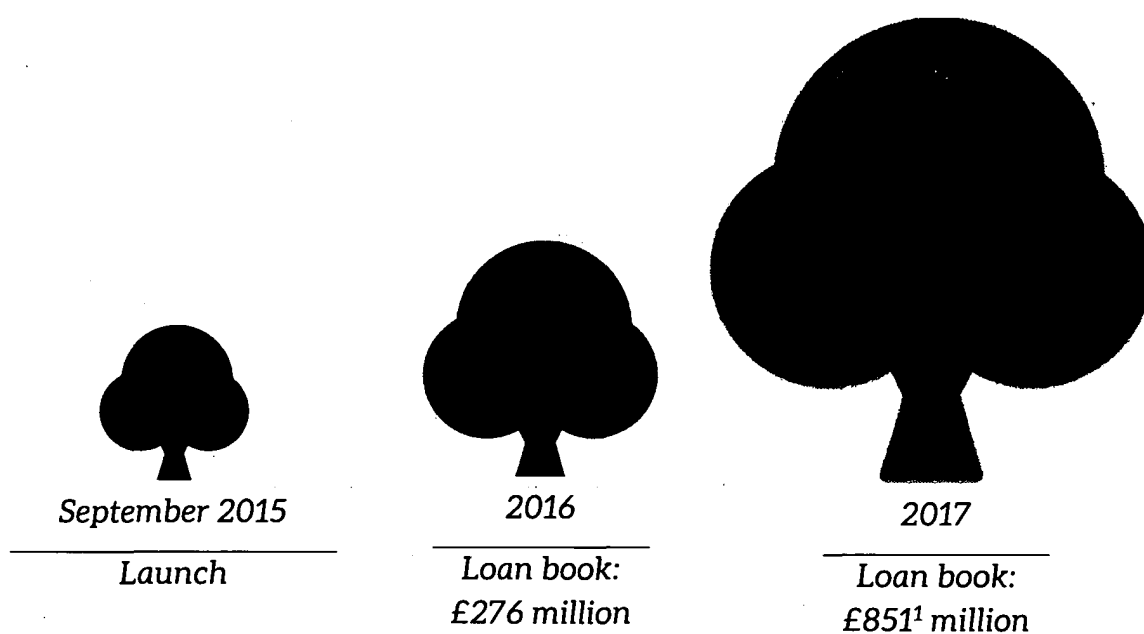 September 2015
Launch
2016
Loan book:
£276 million
2017
Loan book:
£851¹ million